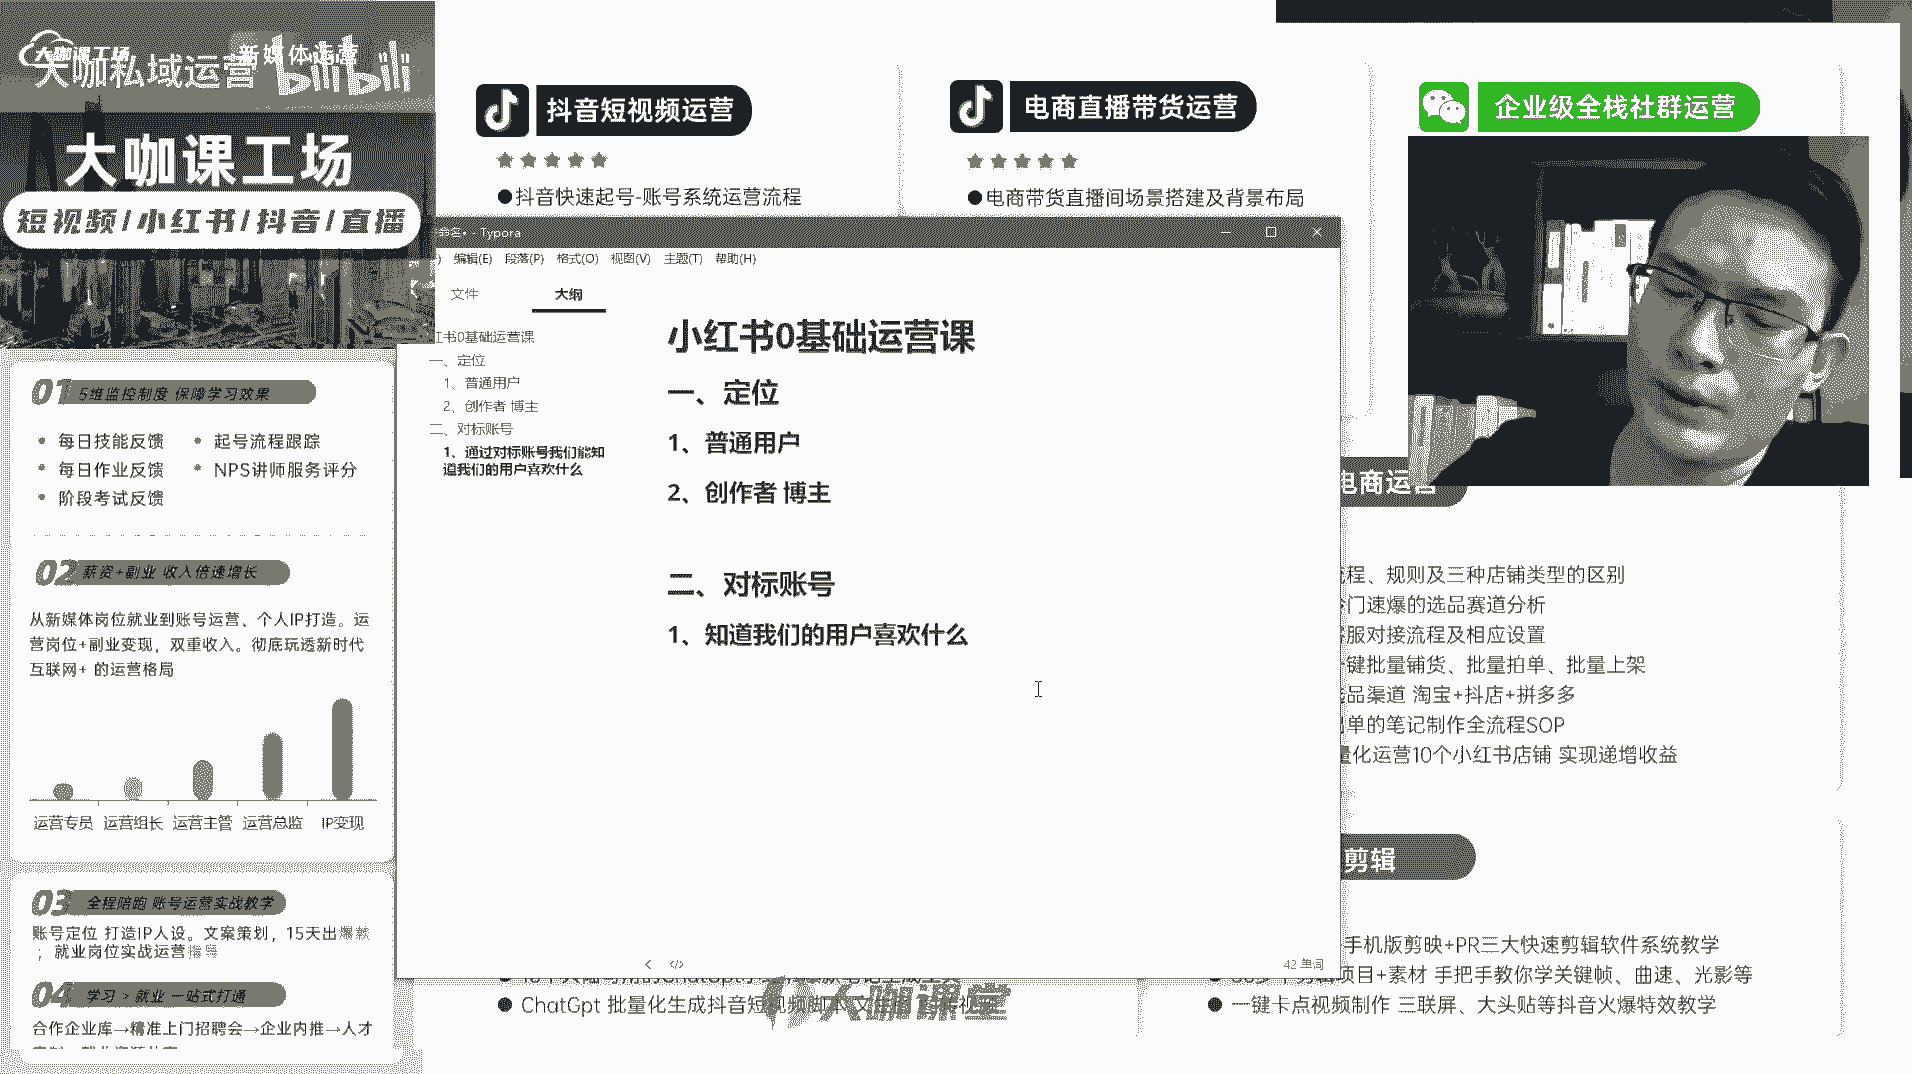 大咖课工场
新媒体运营
大咖私域运营
bilibili
大咖课工场
短视频/小红书/抖音/直播
01 5维监控制度 保障学习效果
每日技能反馈
起号流程跟踪
每日作业反馈
NPS讲师服务评分
阶段考试反馈
02 薪资+副业 收入倍速增长
从新媒体岗位就业到账号运营、个人IP打造。运
营岗位+副业变现，双重收入。彻底玩透新时代
互联网+ 的运营格局
运营专员 运营组长 运营主管 运营总监 IP变现
03 全程陪跑 账号运营实战教学
账号定位 打造IP人设。文案策划，15天出爆款
；就业岗位实战运营指导
04 学习 > 就业 一站式打通
合作企业库→精准上门招聘会→企业内推→人才
抖音短视频运营
●抖音快速起号-账号系统运营流程
电商直播带货运营
●电商带货直播间场景搭建及背景布局
企业级全栈社群运营
命名• - Typora
) 编辑(E) 段落(P) 格式(O) 视图(V) 主题(T) 帮助(H)
文件 大纲
红书0基础运营课
一、定位
1、普通用户
2、创作者 博主
二、对标账号
1、通过对标账号我们能知
道我们的用户喜欢什么
小红书0基础运营课
一、定位
1、普通用户
2、创作者 博主
二、对标账号
1、知道我们的用户喜欢什么
42 单词
电商运营
程、规则及三种店铺类型的区别
门速爆的选品赛道分析
服对接流程及相应设置
键批量铺货、批量拍单、批量上架
品渠道 淘宝+抖店+拼多多
单的笔记制作全流程SOP
量化运营10个小红书店铺 实现递增收益
剪辑
手机版剪映+PR三大快速剪辑软件系统教学
项目+素材 手把手教你学关键帧、曲速、光影等
● 一键卡点视频制作 三联屏、大头贴等抖音火爆特效教学
● ChatGpt 批量化生成抖音短视频脚本
大咖课堂